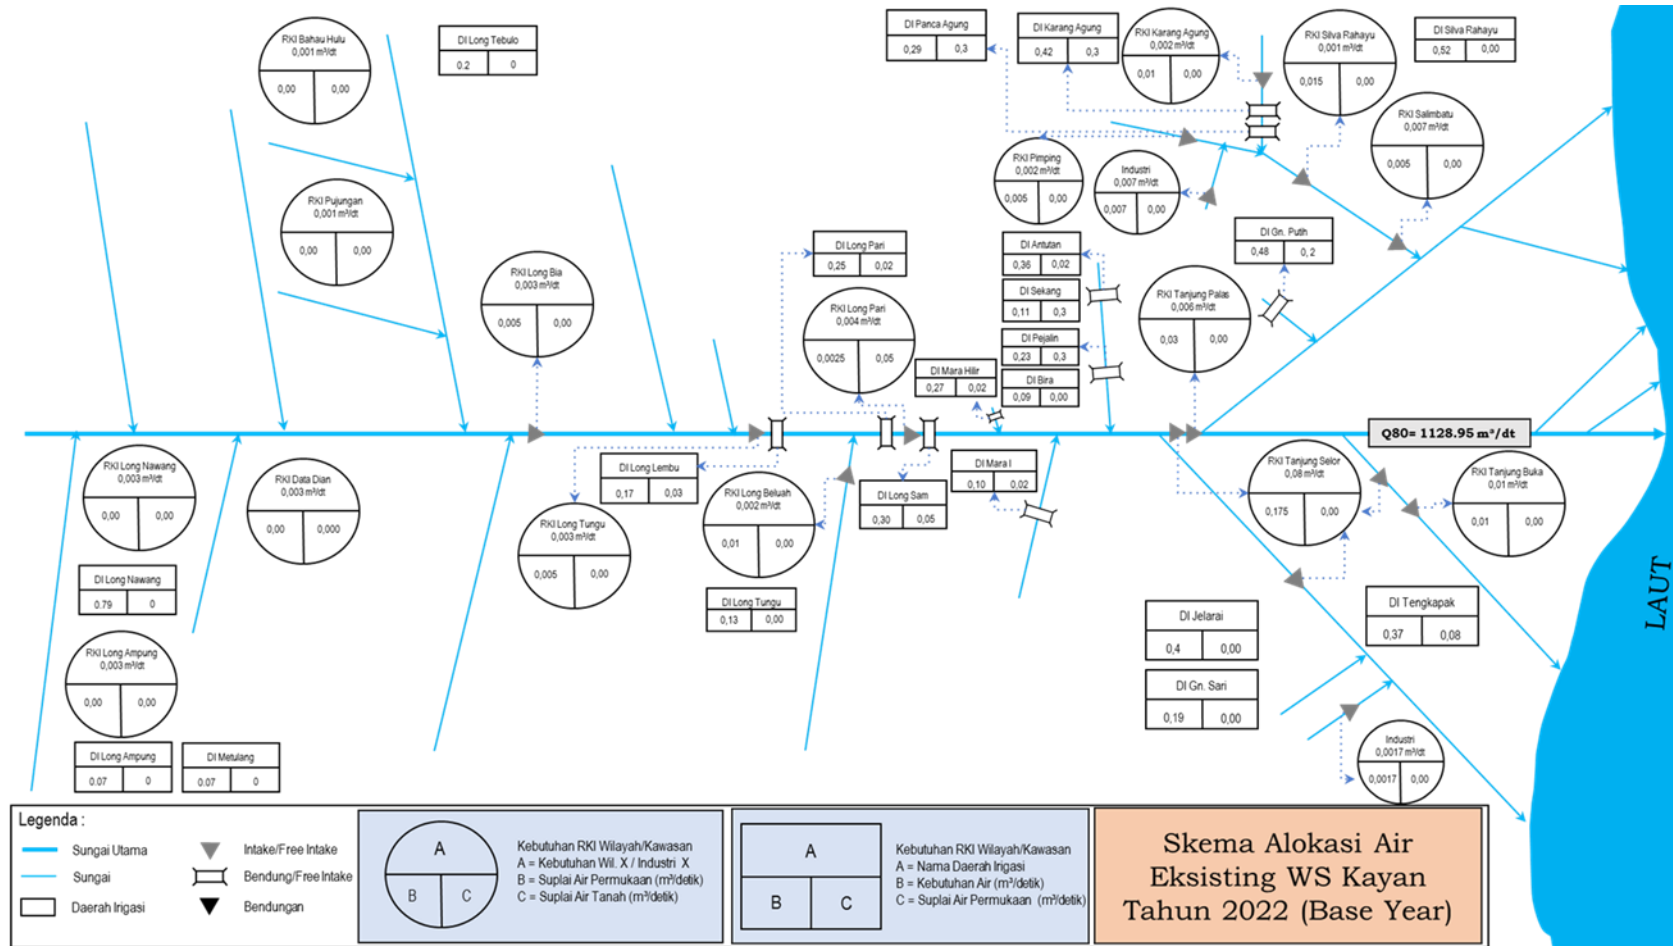 RKI Bahau Hulu
0,001 m³/dt
0,00
0,00
DI Long Tebulo
0.2
0
DI Panca Agung
0,29
0,3
DI Karang Agung
0,42
0,3
RKI Karang Agung
0,002 m³/dt
0,01
0,00
RKI Silva Rahayu
0,001 m³/dt
0,015
0,00
DI Silva Rahayu
0,52
0,00
RKI Salimbatu
0,007 m³/dt
0,005
0,00
RKI Pimping
0,002 m³/dt
0,005
0,00
Industri
0,007 m³/dt
0,007
0,00
RKI Pujungan
0,001 m³/dt
0,00
0,00
RKI Long Bia
0,003 m³/dt
0,005
0,00
DI Long Pari
0,25
0,02
RKI Long Pari
0,004 m³/dt
0,0025
0,05
DI Antutan
0,36
0,02
DI Sekang
0,11
0,3
DI Pejalin
0,23
0,3
DI Bira
0,09
0,00
DI Mara Hilir
0,27
0,02
RKI Tanjung Palas
0,006 m³/dt
0,03
0,00
DI Gn. Putih
0,48
0,2
Q80= 1128.95 m³/dt
RKI Long Nawang
0,003 m³/dt
0,00
0,00
RKI Data Dian
0,003 m³/dt
0,00
0,000
DI Long Lembu
0,17
0,03
RKI Long Tungu
0,003 m³/dt
0,005
0,00
RKI Long Beluah
0,002 m³/dt
0,01
0,00
DI Long Tungu
0,13
0,00
DI Long Sam
0,30
0,05
DI Mara I
0,10
0,02
RKI Tanjung Selor
0,08 m³/dt
0,175
0,00
RKI Tanjung Buka
0,01 m³/dt
0,01
0,00
DI Long Nawang
0.79
0
RKI Long Ampung
0,003 m³/dt
0,00
0,00
DI Long Ampung
0.07
0
DI Metulang
0.07
0
DI Jelarai
0,4
0,00
DI Gn. Sari
0,19
0,00
DI Tengkapak
0,37
0,08
Industri
0,0017 m³/dt
0,0017
0,00
LAUT
Legenda :
Sungai Utama
Sungai
Daerah Irigasi
Intake/Free Intake
Bendung/Free Intake
Bendungan
A
B
C
Kebutuhan RKI Wilayah/Kawasan
A = Kebutuhan Wil. X / Industri X
B = Suplai Air Permukaan (m³/detik)
C = Suplai Air Tanah (m³/detik)
A
B
C
Kebutuhan RKI Wilayah/Kawasan
A = Nama Daerah Irigasi
B = Kebutuhan Air (m³/detik)
C = Suplai Air Permukaan (m³/detik)
Skema Alokasi Air
Eksisting WS Kayan
Tahun 2022 (Base Year)